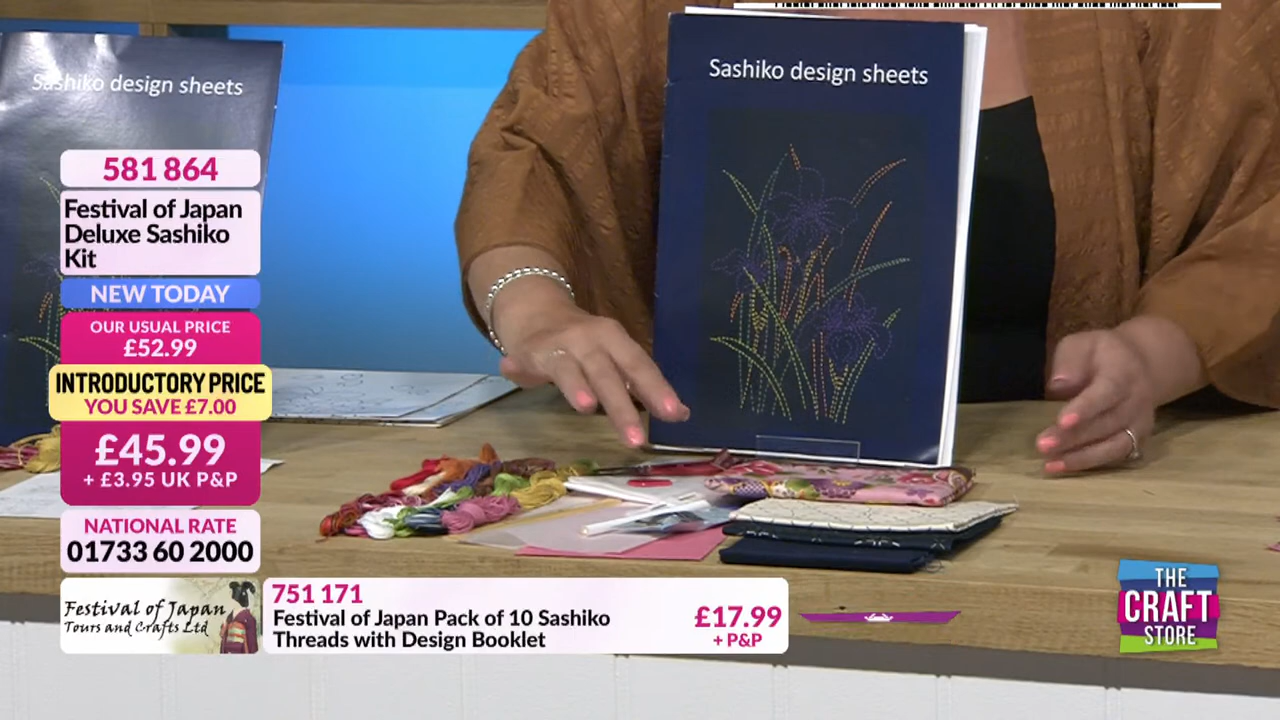 Sashiko design sheets
Sashiko design sheets
581 864
Festival of Japan
Deluxe Sashiko
Kit
NEW TODAY
OUR USUAL PRICE
£52.99
INTRODUCTORY PRICE
YOU SAVE £7.00
£45.99
+ £3.95 UK P&P
NATIONAL RATE
01733 60 2000
Festival of Japan
Tours and Crafts Ltd
751 171
Festival of Japan Pack of 10 Sashiko
Threads with Design Booklet
£17.99
+ P&P
THE
CRAFT
STORE